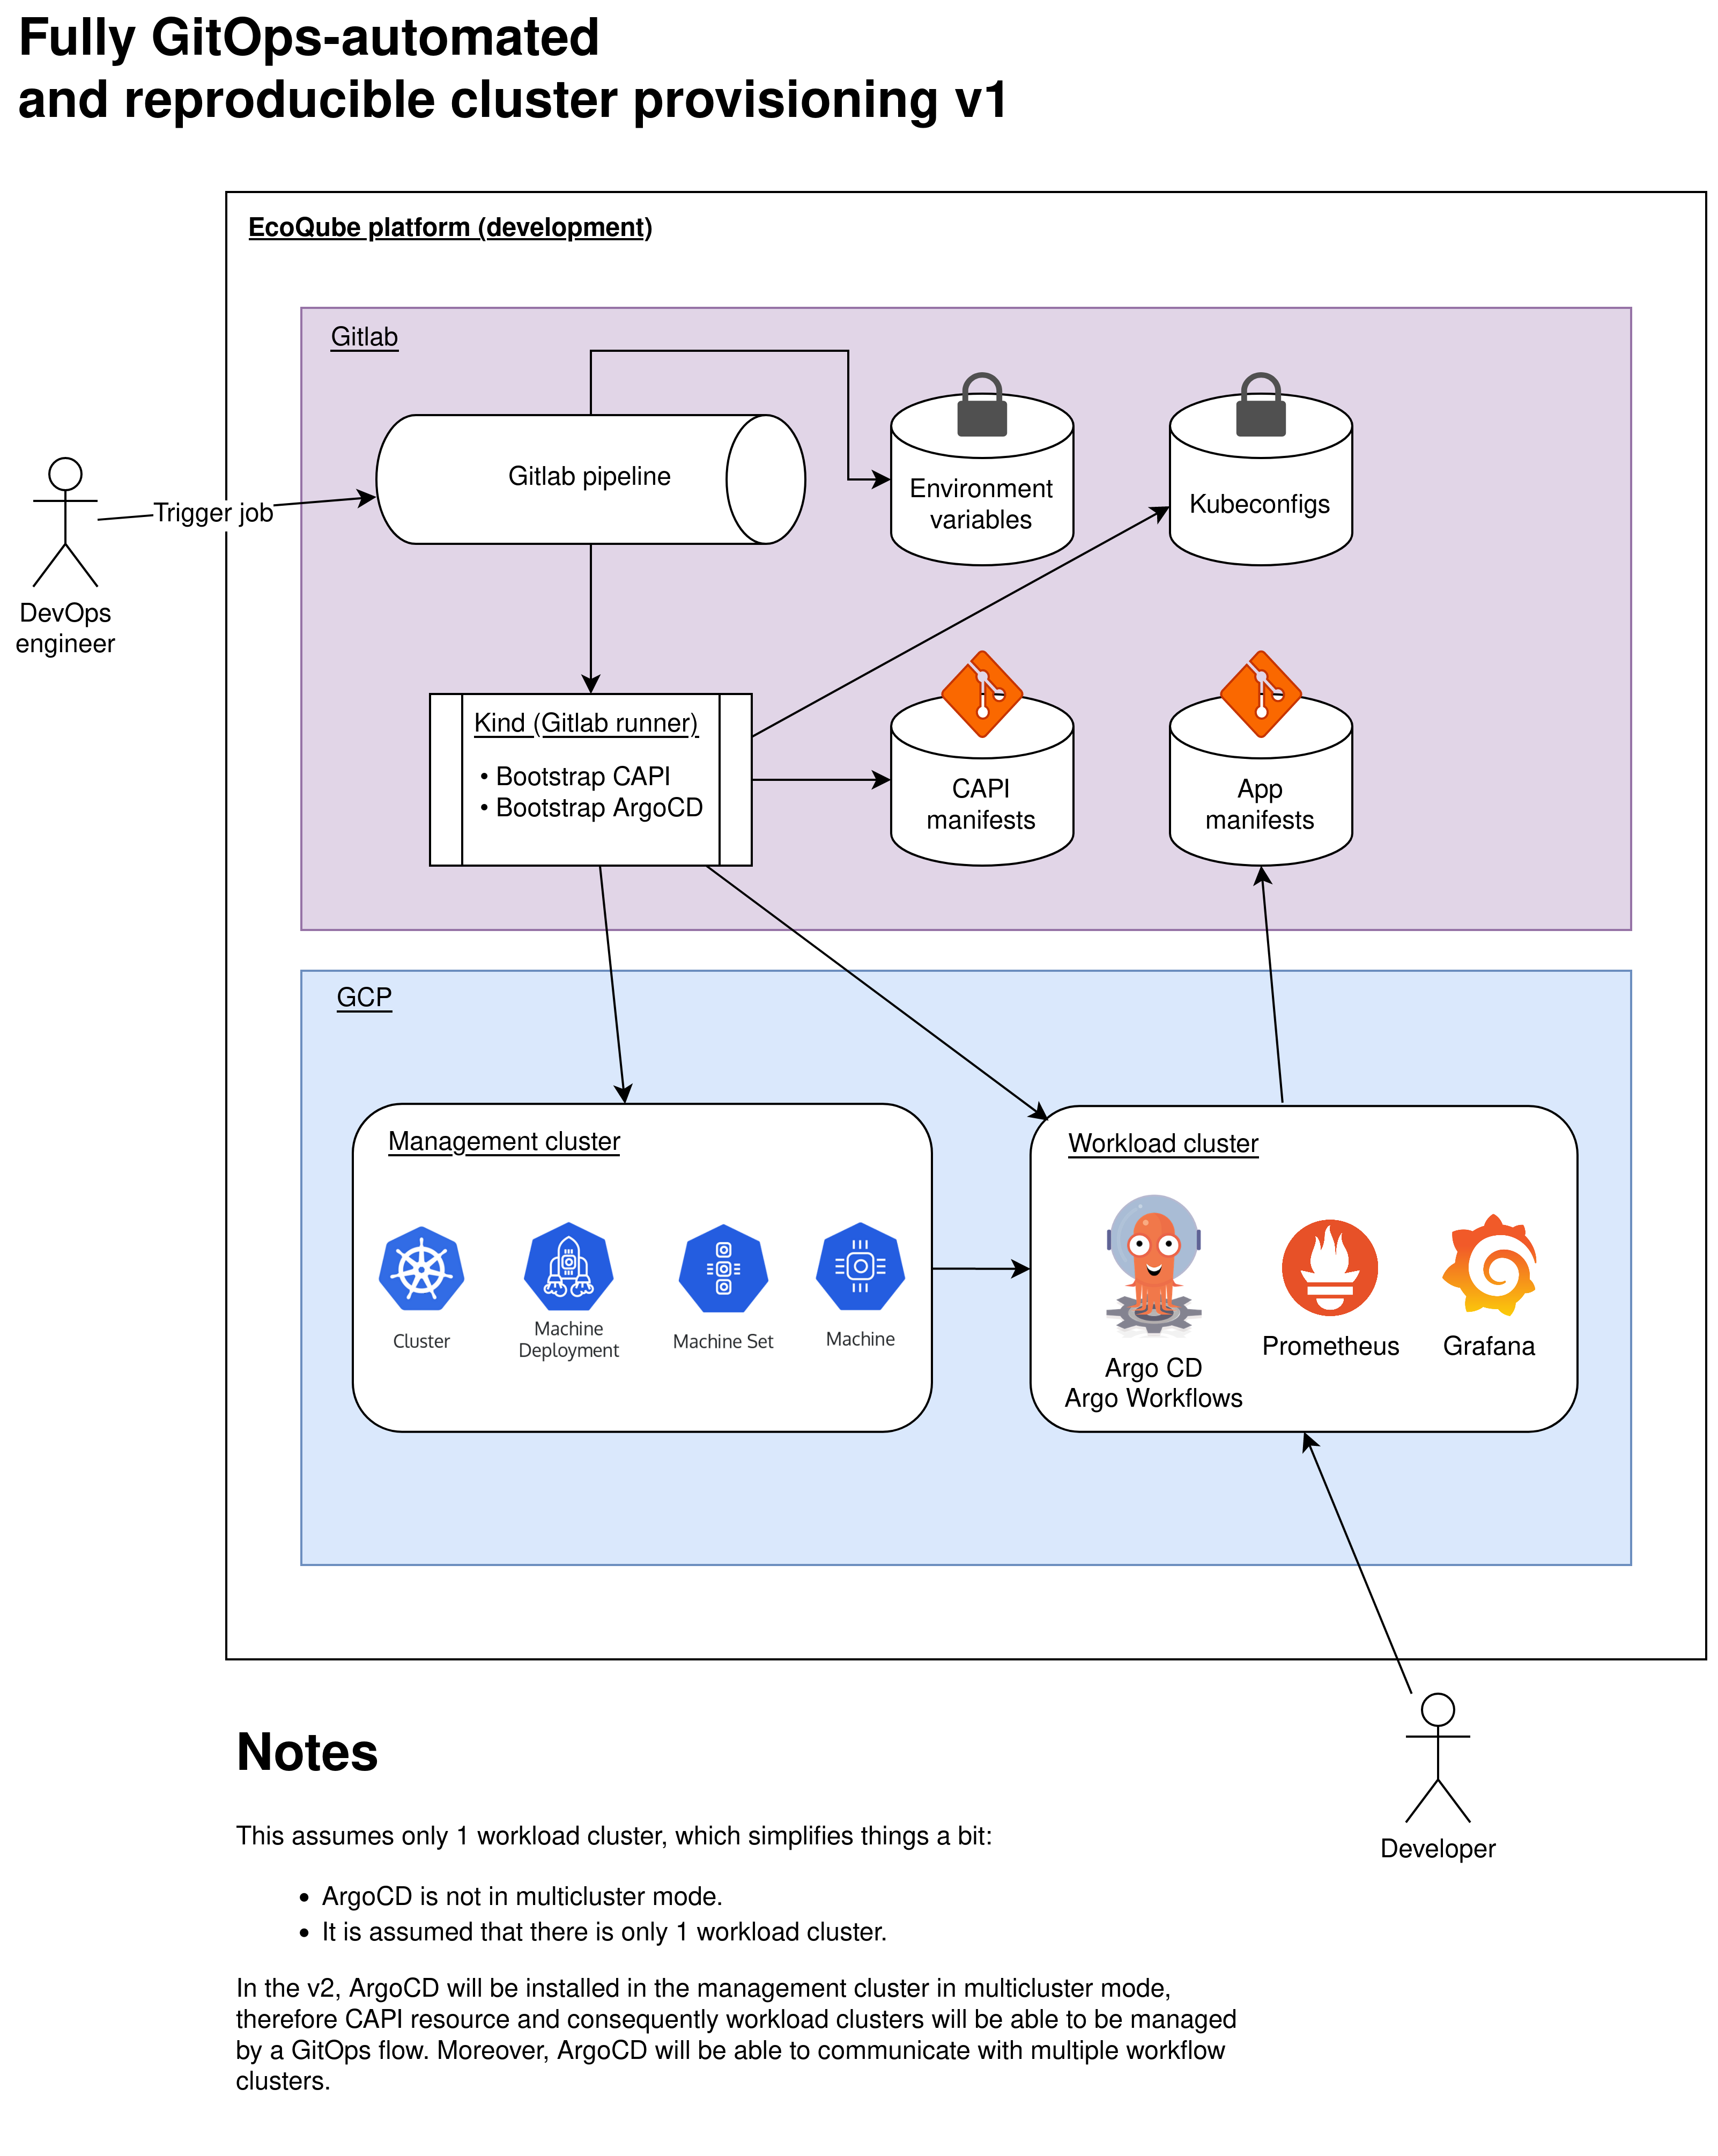 Fully GitOps-automated
and reproducible cluster provisioning v1
EcoQube platform (development)
Gitlab
Gitlab pipeline
Environment
variables
Kubeconfigs
Trigger job
DevOps
engineer
Kind (Gitlab runner)
• Bootstrap CAPI
• Bootstrap ArgoCD
CAPI
manifests
App
manifests
GCP
Management cluster
Cluster
Machine
Deployment
Machine Set
Machine
Workload cluster
Argo CD
Argo Workflows
Prometheus
Grafana
Developer
Notes
This assumes only 1 workload cluster, which simplifies things a bit:
• ArgoCD is not in multicluster mode.
• It is assumed that there is only 1 workload cluster.
In the v2, ArgoCD will be installed in the management cluster in multicluster mode,
therefore CAPI resource and consequently workload clusters will be able to be managed
by a GitOps flow. Moreover, ArgoCD will be able to communicate with multiple workflow
clusters.